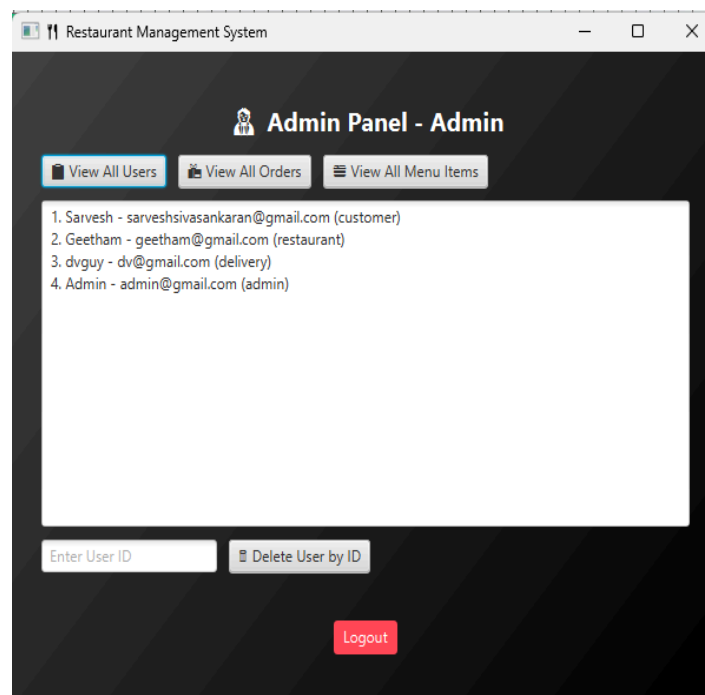 Restaurant Management System
Admin Panel - Admin
View All Users View All Orders View All Menu Items
1. Sarvesh - sarveshsivasankaran@gmail.com (customer)
2. Geetham - geetham@gmail.com (restaurant)
3. dvguy - dv@gmail.com (delivery)
4. Admin - admin@gmail.com (admin)
Enter User ID Delete User by ID
Logout